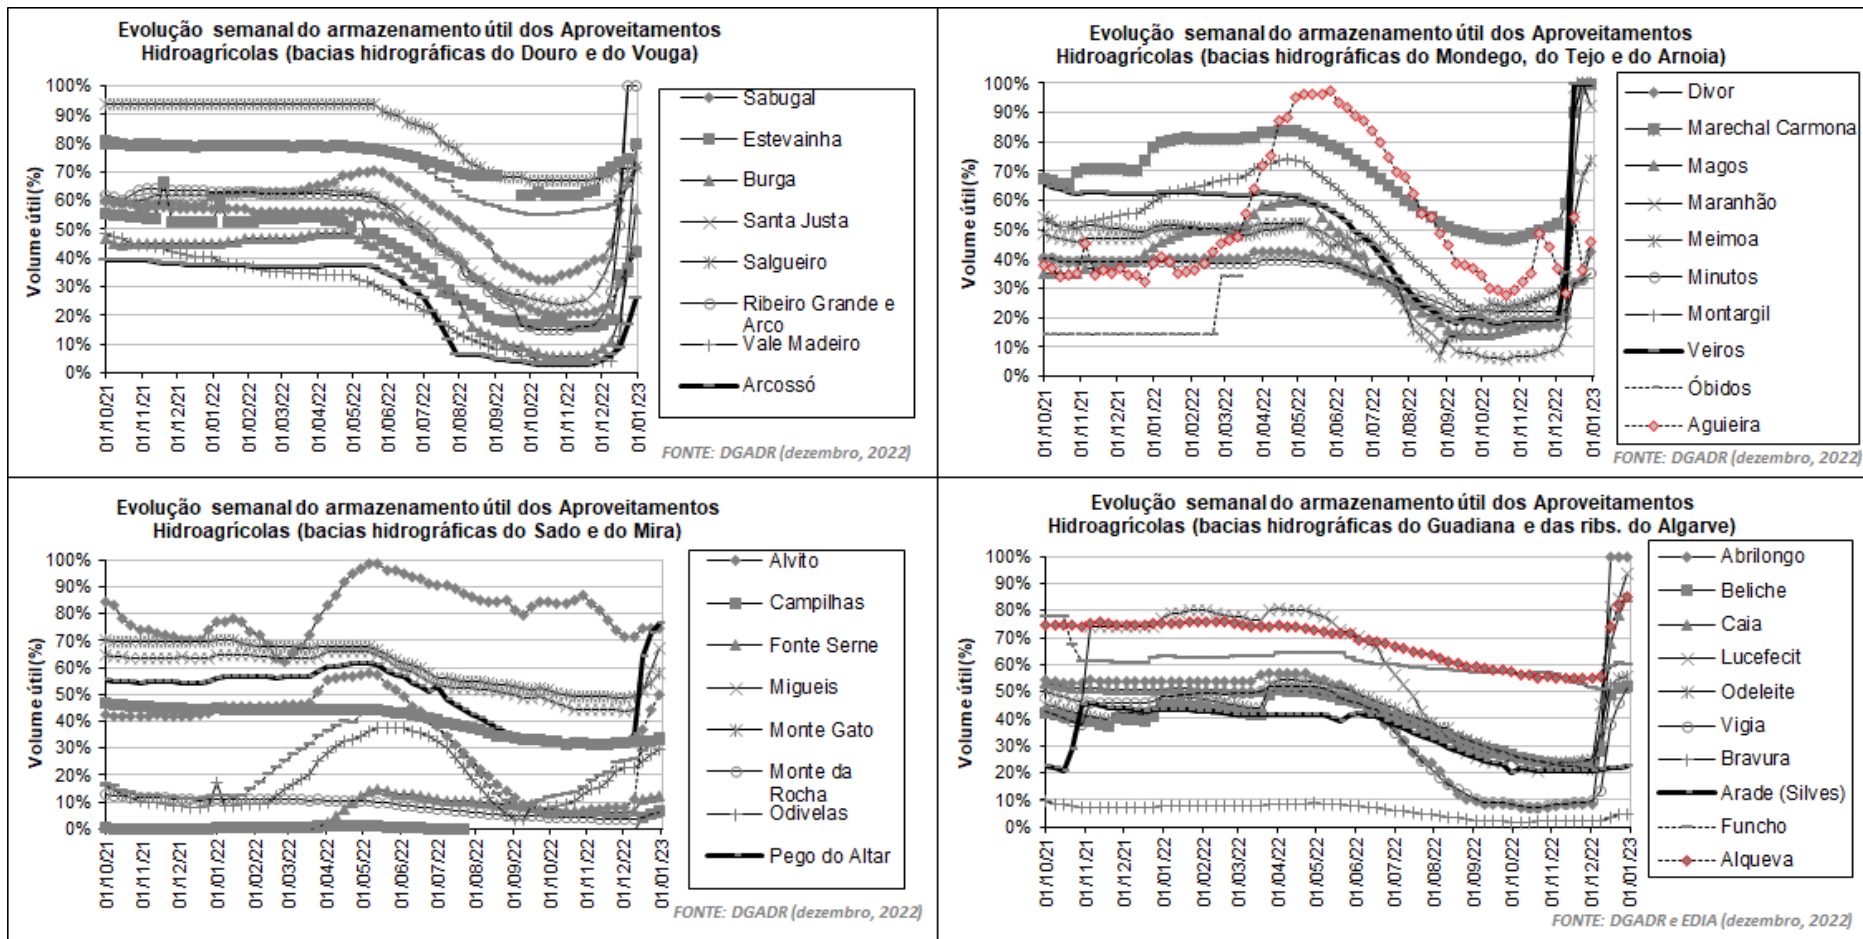 Evolução semanal do armazenamento útil dos Aproveitamentos
Hidroagrícolas (bacias hidrográficas do Douro e do Vouga)
Volume útil (%)
100%
90%
80%
70%
60%
50%
40%
30%
20%
10%
0%
01/10/21
01/11/21
01/12/21
01/01/22
01/02/22
01/03/22
01/04/22
01/05/22
01/06/22
01/07/22
01/08/22
01/09/22
01/10/22
01/11/22
01/12/22
01/01/23
Sabugal
Estevainha
Burga
Santa Justa
Salgueiro
Ribeiro Grande e
Arco
Vale Madeiro
Arcossó
FONTE: DGADR (dezembro, 2022)
Evolução semanal do armazenamento útil dos Aproveitamentos
Hidroagrícolas (bacias hidrográficas do Mondego, do Tejo e do Arnoia)
Volume útil (%)
100%
90%
80%
70%
60%
50%
40%
30%
20%
10%
0%
01/10/21
01/11/21
01/12/21
01/01/22
01/02/22
01/03/22
01/04/22
01/05/22
01/06/22
01/07/22
01/08/22
01/09/22
01/10/22
01/11/22
01/12/22
01/01/23
Divor
Marechal Carmona
Magos
Maranhão
Meimoa
Minutos
Montargil
Veiros
Óbidos
Aguieira
FONTE: DGADR (dezembro, 2022)
Evolução semanal do armazenamento útil dos Aproveitamentos
Hidroagrícolas (bacias hidrográficas do Sado e do Mira)
Volume útil (%)
100%
90%
80%
70%
60%
50%
40%
30%
20%
10%
0%
01/10/21
01/11/21
01/12/21
01/01/22
01/02/22
01/03/22
01/04/22
01/05/22
01/06/22
01/07/22
01/08/22
01/09/22
01/10/22
01/11/22
01/12/22
01/01/23
Alvito
Campilhas
Fonte Serne
Migueis
Monte Gato
Monte da
Rocha
Odivelas
Pego do Altar
FONTE: DGADR (dezembro, 2022)
Evolução semanal do armazenamento útil dos Aproveitamentos
Hidroagrícolas (bacias hidrográficas do Guadiana e das ribs. do Algarve)
Volume útil (%)
100%
90%
80%
70%
60%
50%
40%
30%
20%
10%
0%
01/10/21
01/11/21
01/12/21
01/01/22
01/02/22
01/03/22
01/04/22
01/05/22
01/06/22
01/07/22
01/08/22
01/09/22
01/10/22
01/11/22
01/12/22
01/01/23
Abrilongo
Beliche
Caia
Lucefecit
Odeleite
Vigia
Bravura
Arade (Silves)
Funcho
Alqueva
FONTE: DGADR e EDIA (dezembro, 2022)